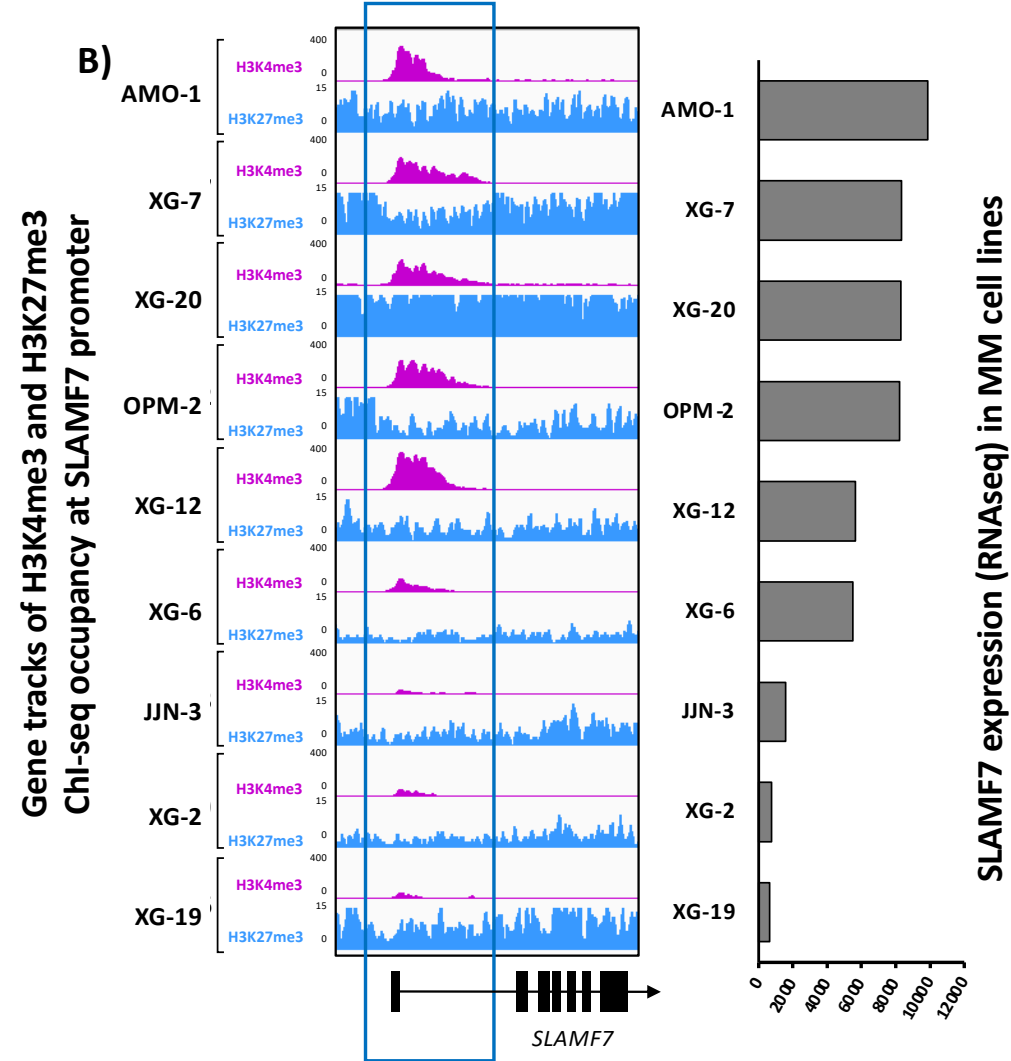 B)
Gene tracks of H3K4me3 and H3K27me3
ChI-seq occupancy at SLAMF7 promoter
AMO-1
H3K4me3
400
0
H3K27me3
15
0
XG-7
H3K4me3
400
0
H3K27me3
15
0
XG-20
H3K4me3
400
0
H3K27me3
15
0
OPM-2
H3K4me3
400
0
H3K27me3
15
0
XG-12
H3K4me3
400
0
H3K27me3
15
0
XG-6
H3K4me3
400
0
H3K27me3
15
0
JJN-3
H3K4me3
400
0
H3K27me3
15
0
XG-2
H3K4me3
400
0
H3K27me3
15
0
XG-19
H3K4me3
400
0
H3K27me3
15
0
SLAMF7
AMO-1
XG-7
XG-20
OPM-2
XG-12
XG-6
JJN-3
XG-2
XG-19
0
2000
4000
6000
8000
10000
12000
SLAMF7 expression (RNAseq) in MM cell lines